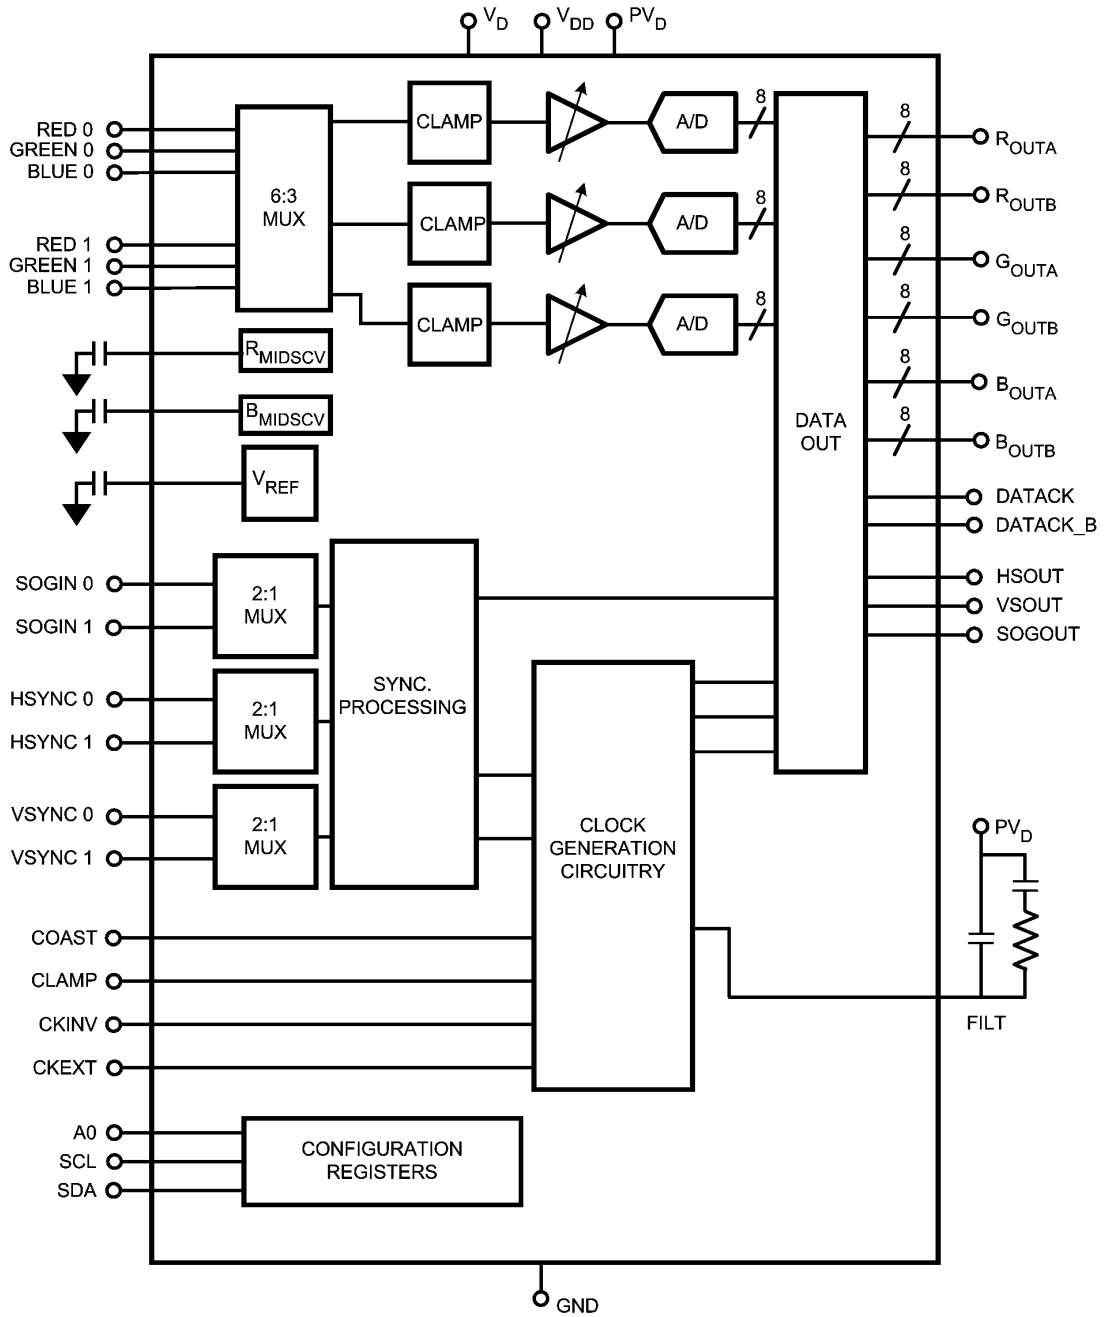 VD
VDD
PVD
RED 0
GREEN 0
BLUE 0
RED 1
GREEN 1
BLUE 1
6:3
MUX
CLAMP
A/D
8
CLAMP
A/D
8
CLAMP
A/D
8
DATA
OUT
8
ROUTA
8
ROUTB
8
GOUTA
8
GOUTB
8
BOUTA
8
BOUTB
DATACK
DATACK_B
HSOUT
VSOUT
SOGOUT
RMIDSCV
BMIDSCV
VREF
SOGIN 0
SOGIN 1
2:1
MUX
HSYNC 0
HSYNC 1
2:1
MUX
VSYNC 0
VSYNC 1
2:1
MUX
SYNC.
PROCESSING
CLOCK
GENERATION
CIRCUITRY
PVD
FILT
COAST
CLAMP
CKINV
CKEXT
A0
SCL
SDA
CONFIGURATION
REGISTERS
GND